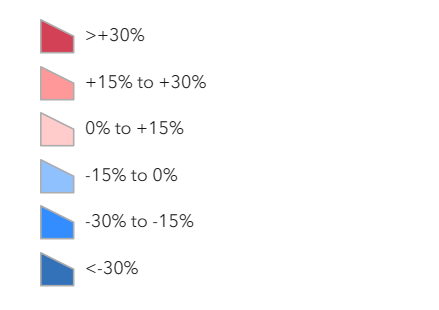 >+30%
+15% to +30%
0% to +15%
-15% to 0%
-30% to -15%
<-30%